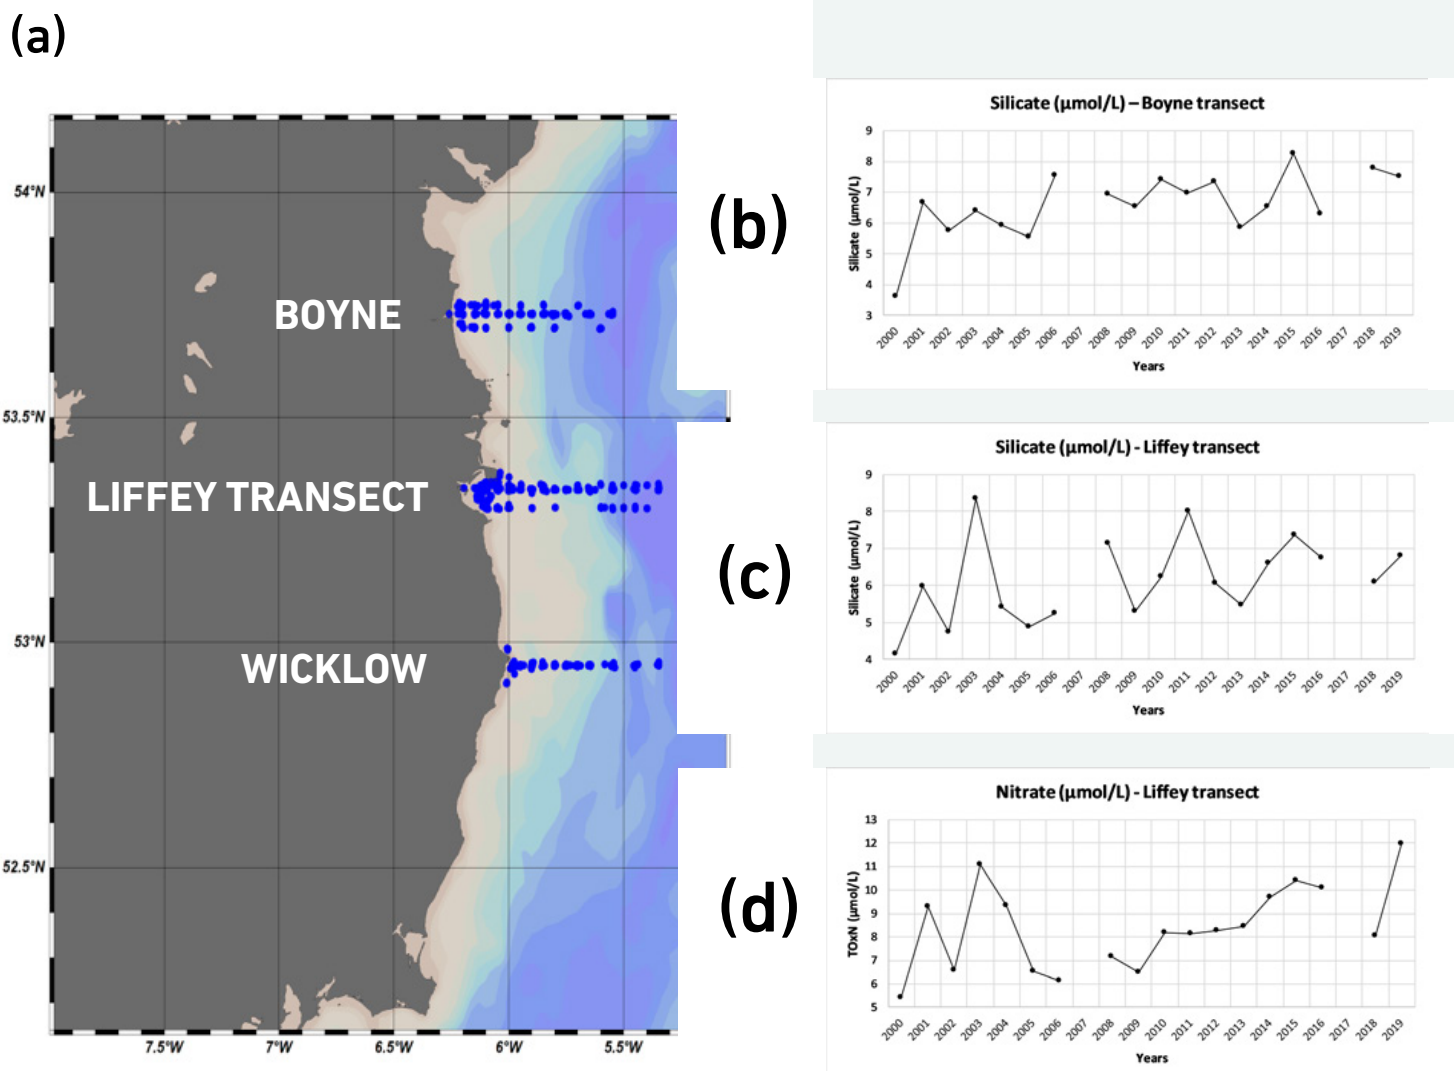 (a)
54°N
53.5°N
53°N
52.5°N
7.5°W 7°W 6.5°W 6°W 5.5°W
BOYNE
LIFFEY TRANSECT
WICKLOW
(b)
Silicate (µmol/L) – Boyne transect
Silicate (µmol/L)
9
8
7
6
5
4
3
2000 2001 2002 2003 2004 2005 2006 2007 2008 2009 2010 2011 2012 2013 2014 2015 2016 2017 2018 2019
Years
(c)
Silicate (µmol/L) - Liffey transect
Silicate (µmol/L)
9
8
7
6
5
4
2000 2001 2002 2003 2004 2005 2006 2007 2008 2009 2010 2011 2012 2013 2014 2015 2016 2017 2018 2019
Years
(d)
Nitrate (µmol/L) - Liffey transect
TOxN (µmol/L)
13
12
11
10
9
8
7
6
5
2000 2001 2002 2003 2004 2005 2006 2007 2008 2009 2010 2011 2012 2013 2014 2015 2016 2017 2018 2019
Years